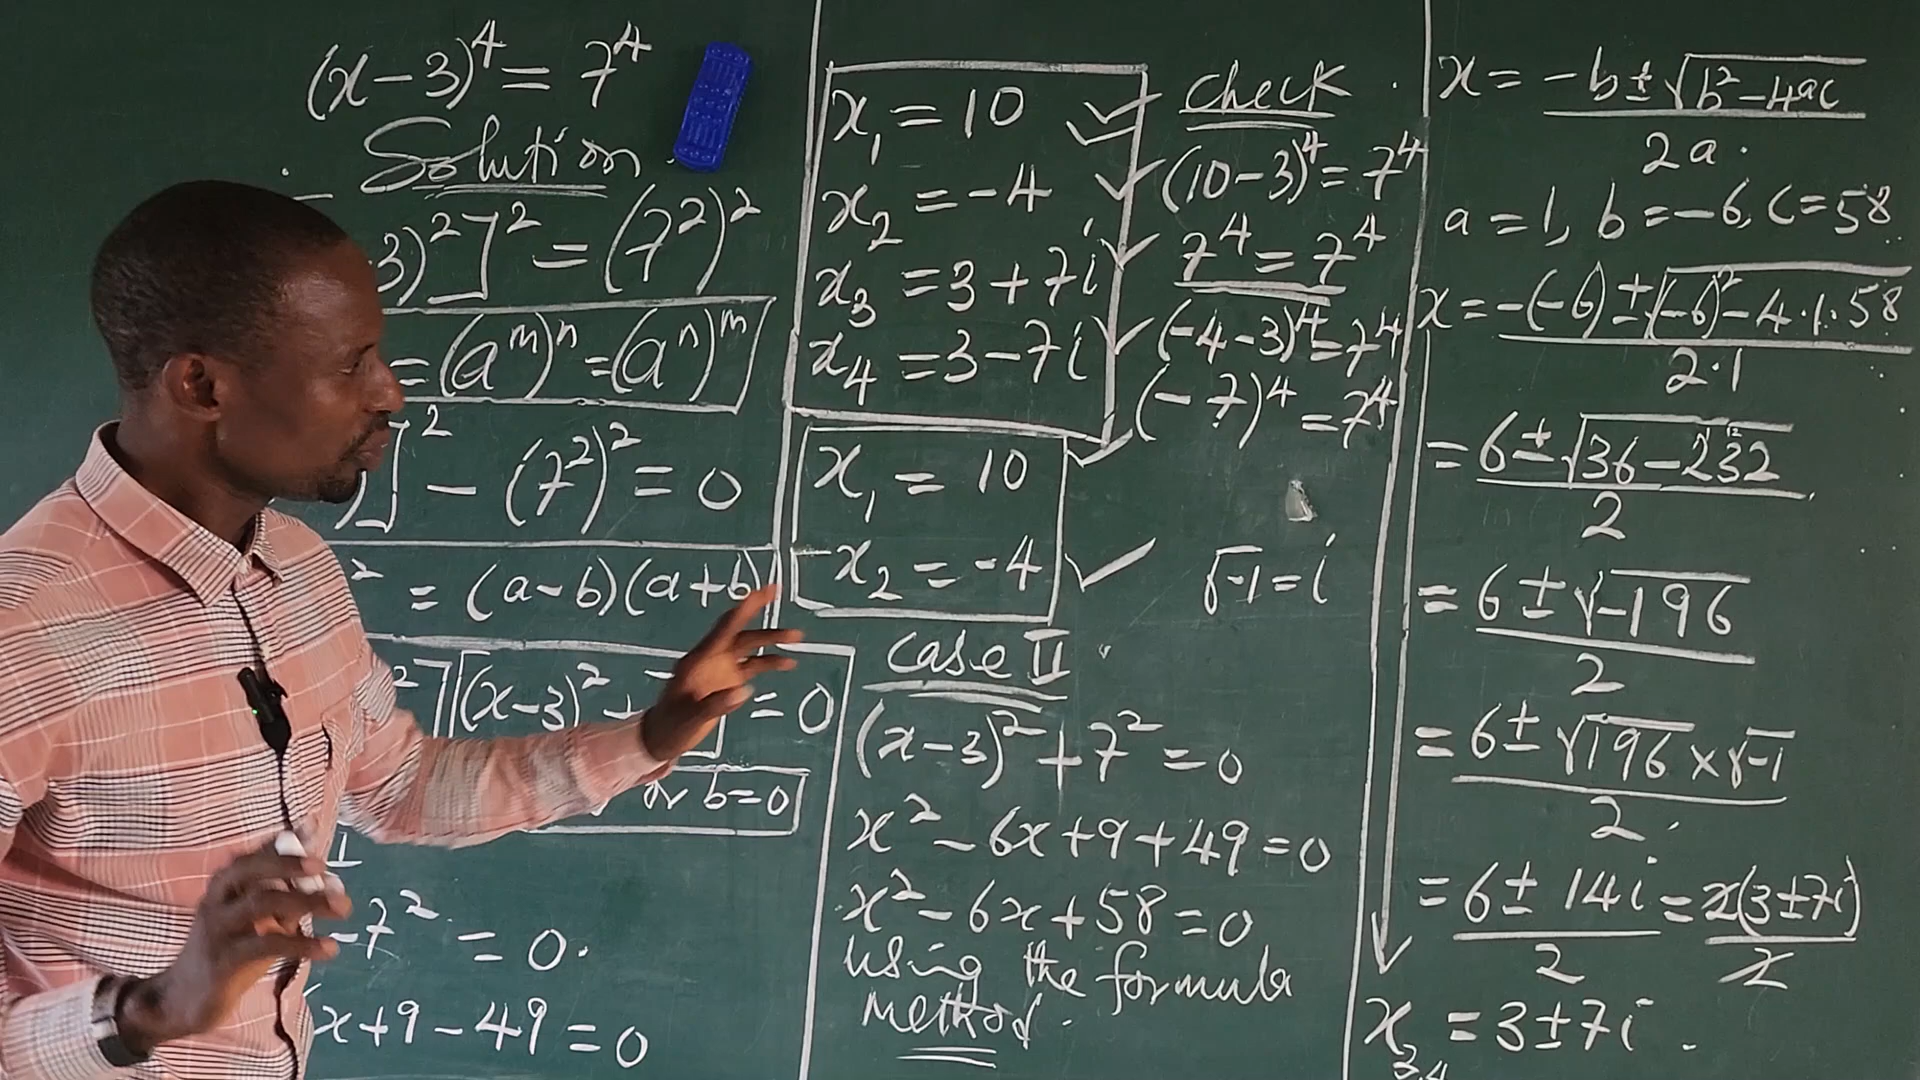 (x-3)⁴ = 7⁴
Solution
3)²]² = (7²)²
= (aᵐ)ⁿ = (aⁿ)ᵐ
)]² - (7²)² = 0
² = (a-b)(a+b)
²][(x-3)² + ] = 0
or b=0
I
-7² = 0.
x+9-49=0
x₁ = 10
x₂ = -4
x₃ = 3+7i
x₄ = 3-7i
x₁ = 10
x₂ = -4
Case II
(x-3)²+7²=0
x²-6x+9+49=0
x²-6x+58=0
using the formula
method.
check
(10-3)⁴=7⁴
7⁴=7⁴
(-4-3)⁴=7⁴
(-7)⁴=7⁴
√-1=i
x = -b±√b²-4ac / 2a.
a=1, b=-6, c=58
x = -(-6)±√(-6)²-4·1·58 / 2·1
= 6±√36-232 / 2
= 6±√-196 / 2
= 6±√196×√-1 / 2.
= 6±14i / 2 = 2(3±7i) / 2
x₃,₄ = 3±7i.